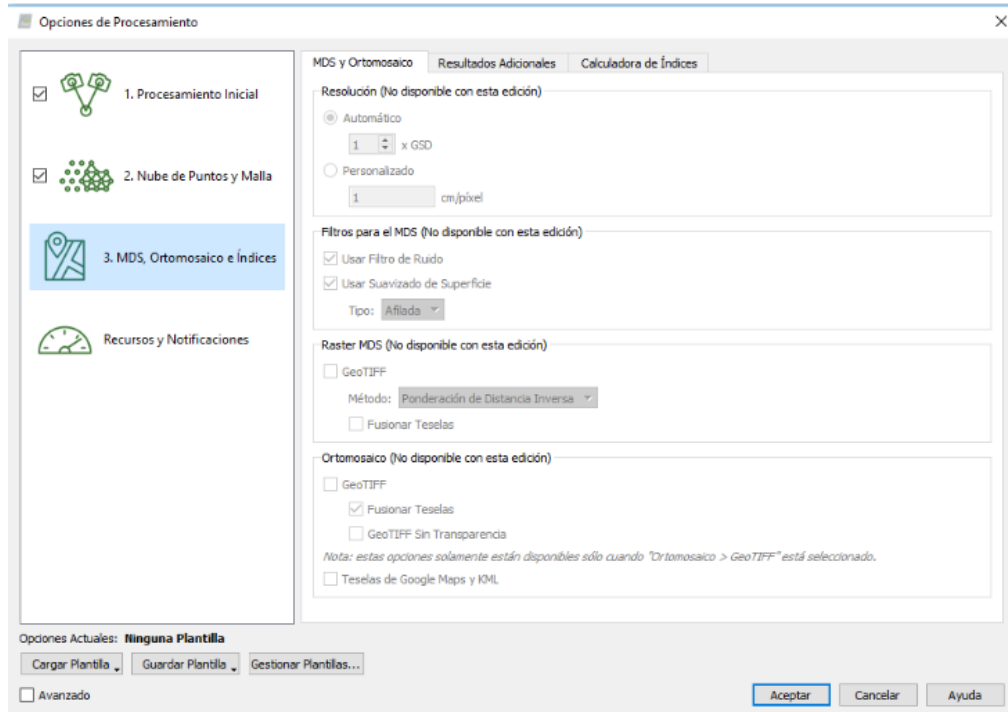 Opciones de Procesamiento
1. Procesamiento Inicial
2. Nube de Puntos y Malla
3. MDS, Ortomosaico e Índices
Recursos y Notificaciones
MDS y Ortomosaico Resultados Adicionales Calculadora de Índices
Resolución (No disponible con esta edición)
Automático
1 x GSD
Personalizado
1 cm/píxel
Filtros para el MDS (No disponible con esta edición)
Usar Filtro de Ruido
Usar Suavizado de Superficie
Tipo: Afilada
Raster MDS (No disponible con esta edición)
GeoTIFF
Método: Ponderación de Distancia Inversa
Fusionar Teselas
Ortomosaico (No disponible con esta edición)
GeoTIFF
Fusionar Teselas
GeoTIFF Sin Transparencia
Nota: estas opciones solamente están disponibles sólo cuando "Ortomosaico > GeoTIFF" está seleccionado.
Teselas de Google Maps y KML
Opciones Actuales: Ninguna Plantilla
Cargar Plantilla Guardar Plantilla Gestionar Plantillas...
Avanzado
Aceptar Cancelar Ayuda